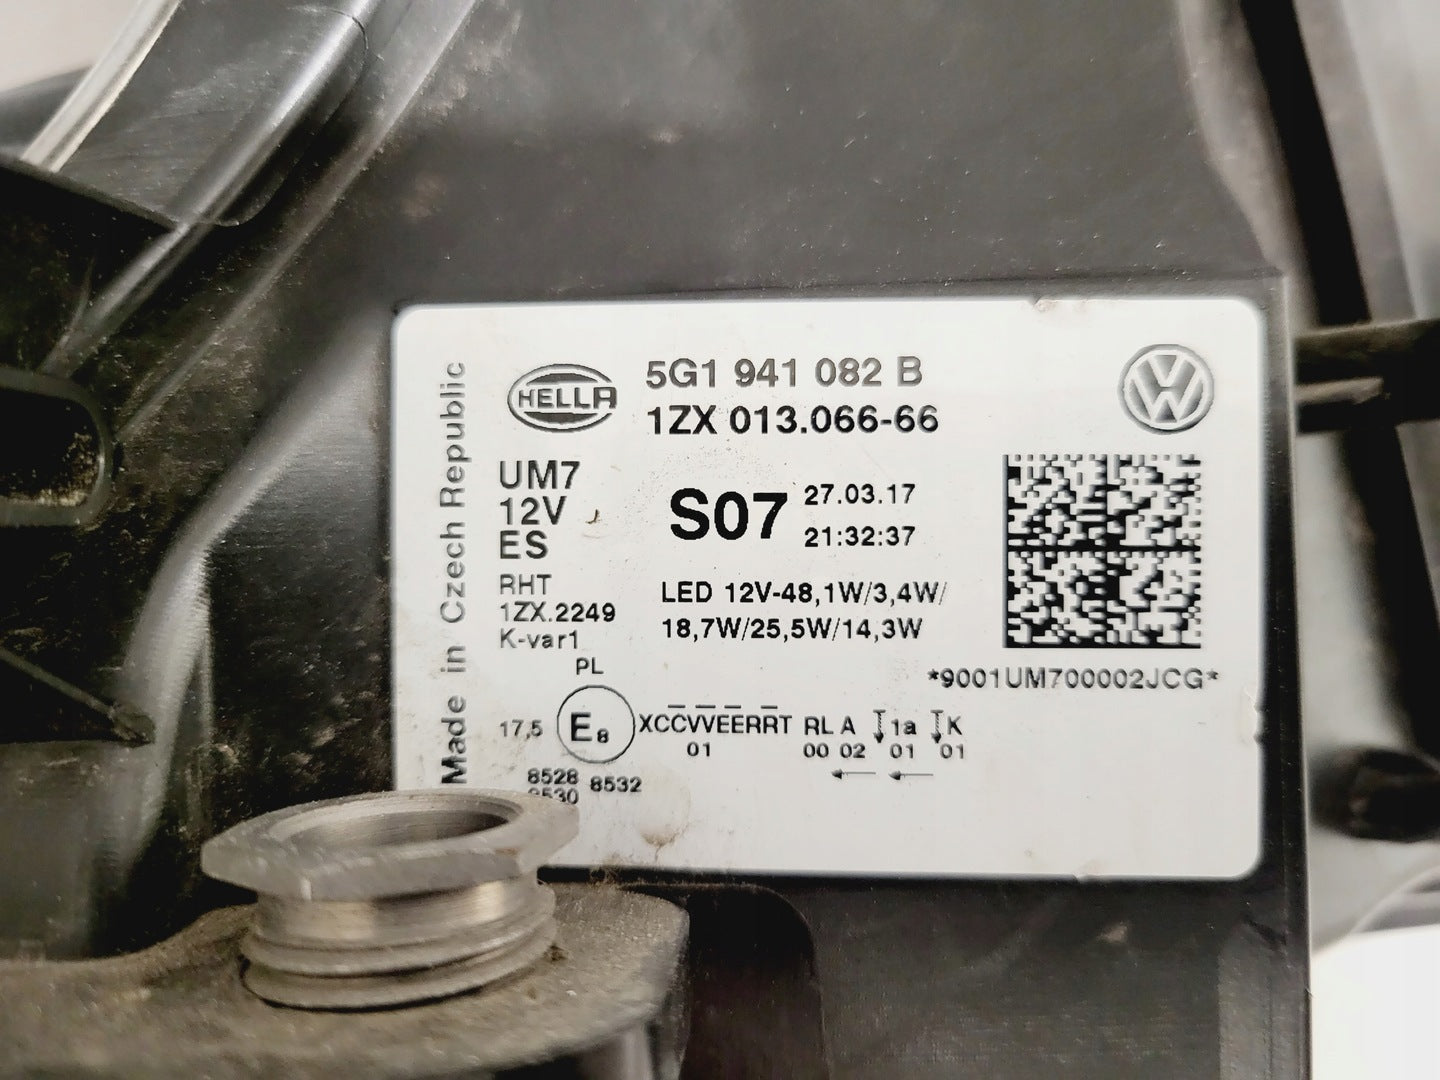 Made in Czech Republic
HELLA
5G1 941 082 B
1ZX 013.066-66
UM7
12V
ES
S07
27.03.17
21:32:37
RHT
1ZX.2249
K-var1
LED 12V-48,1W/3,4W/
18,7W/25,5W/14,3W
*9001UM700002JCG*
PL
17,5 E8 XCCVVEERRT RL A 1a K
01 00 02 01 01
8528 8532
8530
VW